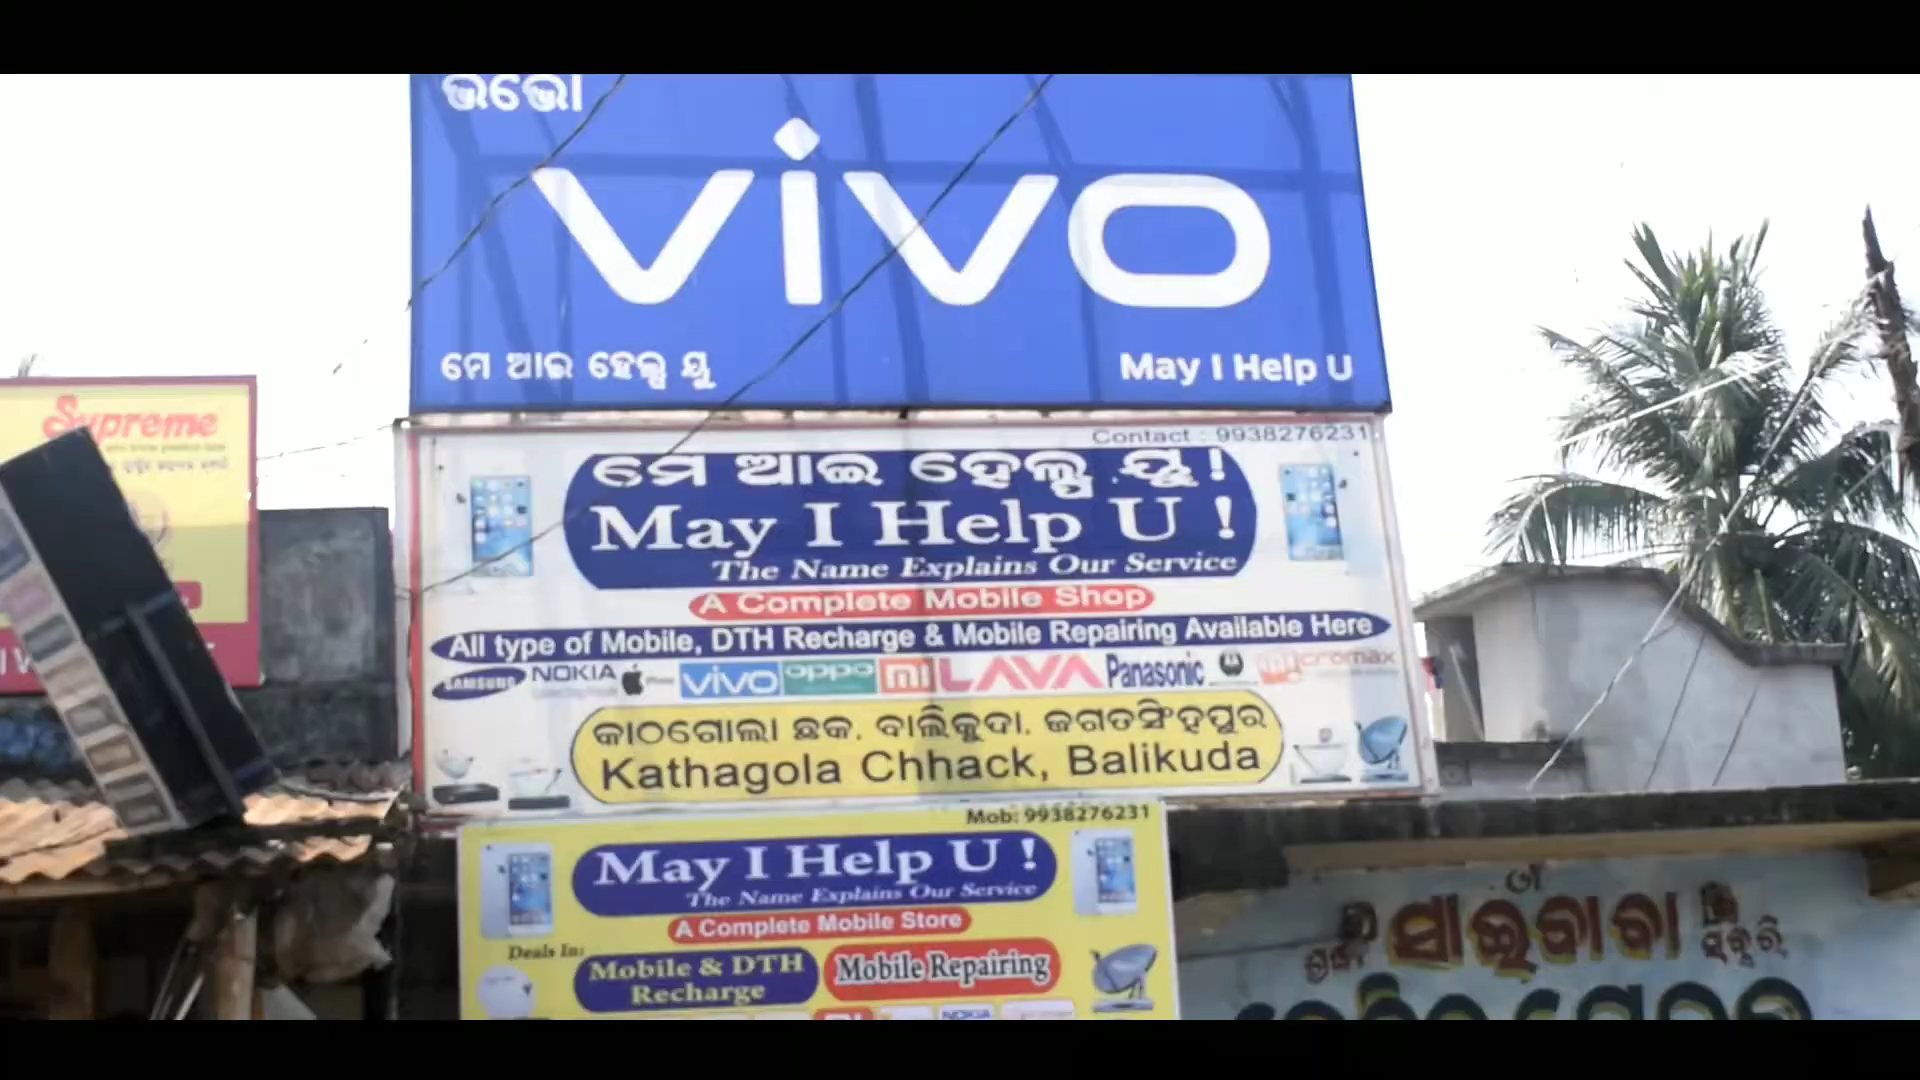 ଭିଭୋ
vivo
ମେ ଆଇ ହେଲ୍ପ ୟୁ
May I Help U
Contact : 9938276231
ମେ ଆଇ ହେଲ୍ପ ୟୁ !
May I Help U !
The Name Explains Our Service
A Complete Mobile Shop
All type of Mobile, DTH Recharge & Mobile Repairing Available Here
SAMSUNG NOKIA iPhone vivo oppo mi LAVA Panasonic micromax
କାଠଗୋଲା ଛକ, ବାଲିକୁଦା, ଜଗତସିଂହପୁର
Kathagola Chhack, Balikuda
Mob: 9938276231
May I Help U !
The Name Explains Our Service
A Complete Mobile Store
Deals In:
Mobile & DTH
Recharge
Mobile Repairing
NOKIA
Supreme
ସାଇବାବା